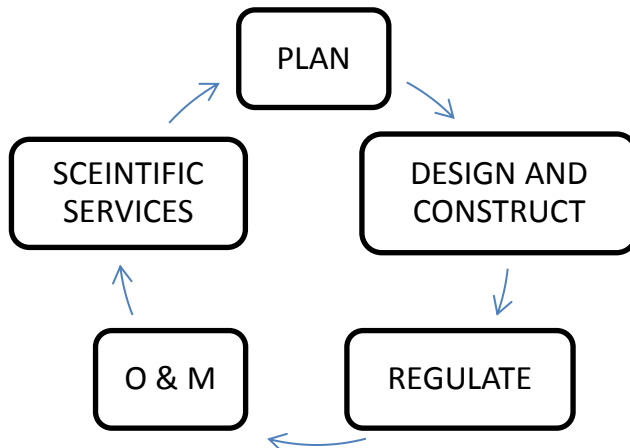 PLAN
DESIGN AND
CONSTRUCT
REGULATE
O & M
SCEINTIFIC
SERVICES